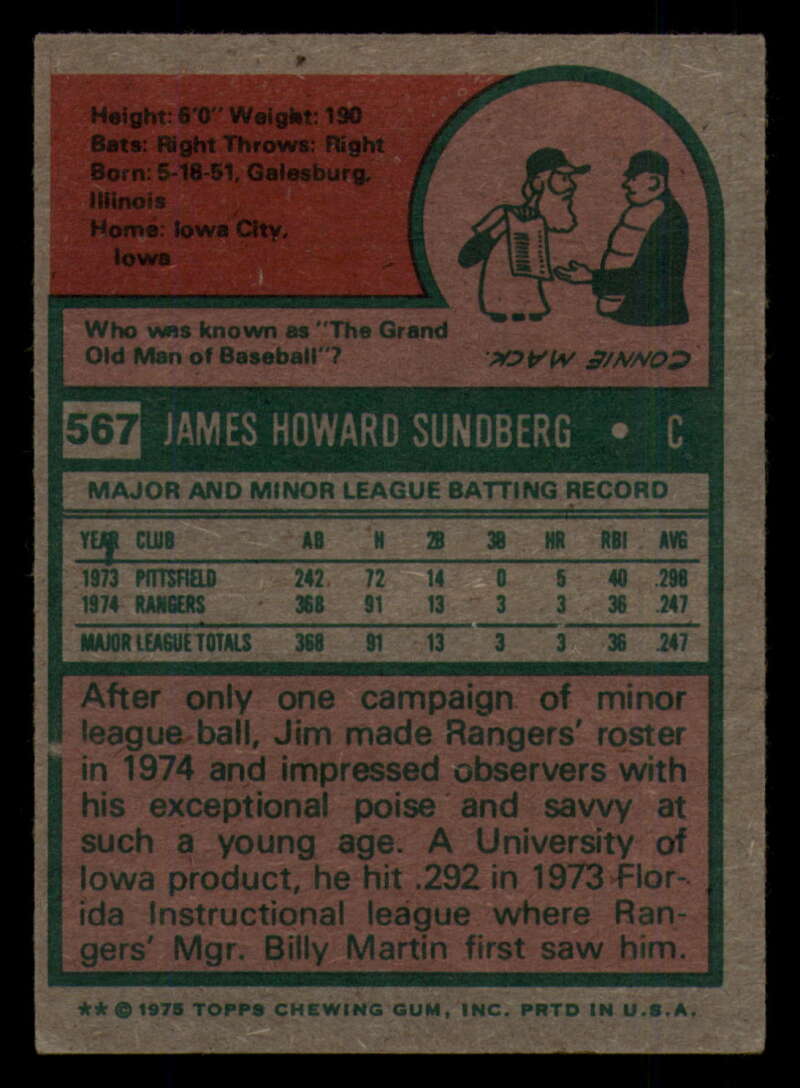 Height: 6'0" Weight: 190
Bats: Right Throws: Right
Born: 5-18-51, Galesburg,
Illinois
Home: Iowa City,
Iowa
Who was known as "The Grand
Old Man of Baseball"?
CONNIE MACK.
567 JAMES HOWARD SUNDBERG • C
MAJOR AND MINOR LEAGUE BATTING RECORD
YEAR CLUB AB H 2B 3B HR RBI AVG
1973 PITTSFIELD 242 72 14 0 5 40 .298
1974 RANGERS 368 91 13 3 3 36 .247
MAJOR LEAGUE TOTALS 368 91 13 3 3 36 .247
After only one campaign of minor
league ball, Jim made Rangers' roster
in 1974 and impressed observers with
his exceptional poise and savvy at
such a young age. A University of
Iowa product, he hit .292 in 1973 Flor-
ida Instructional league where Ran-
gers' Mgr. Billy Martin first saw him.
** © 1975 TOPPS CHEWING GUM, INC. PRTD IN U.S.A.